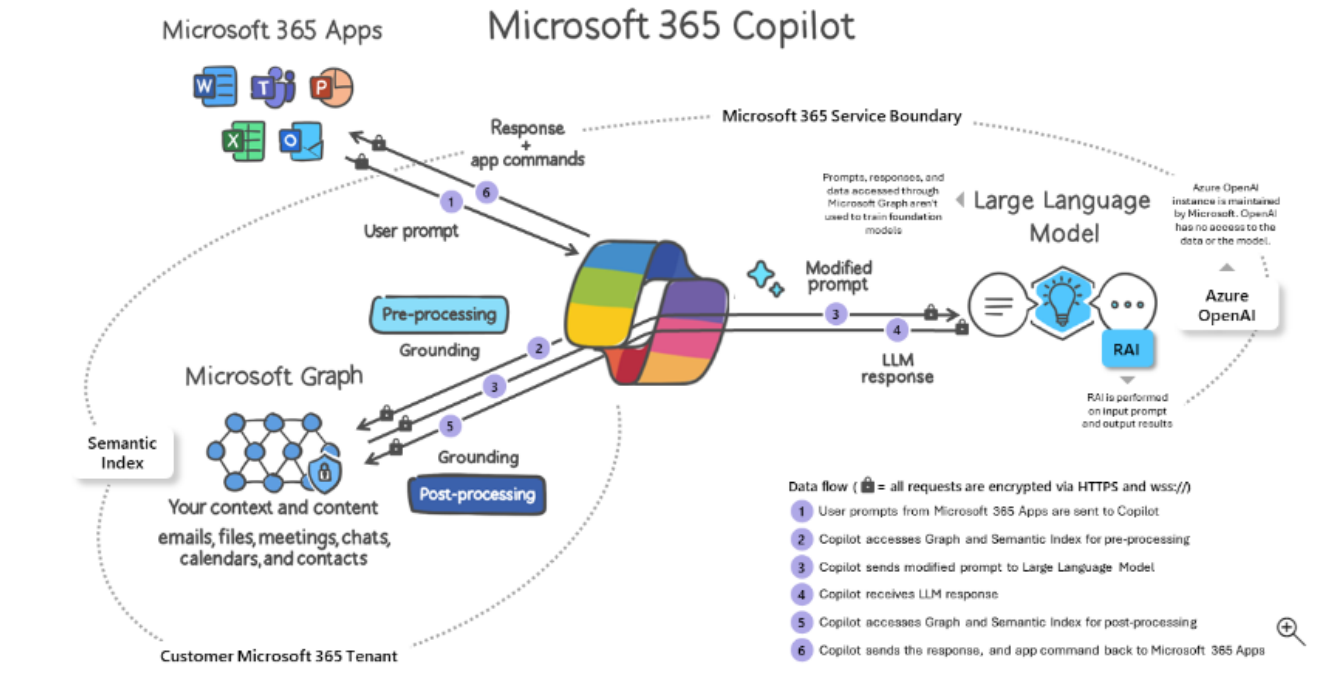 Microsoft 365 Copilot
Microsoft 365 Apps
W
T
P
X
O
Response
+
app commands
6
1
User prompt
Microsoft 365 Service Boundary
Prompts, responses, and
data accessed through
Microsoft Graph aren't
used to train foundation
models
Large Language
Model
Azure OpenAI
instance is maintained
by Microsoft. OpenAI
has no access to the
data or the model.
Azure
OpenAI
Modified
prompt
3
4
LLM
response
RAI
RAI is performed
on input prompt
and output results
Pre-processing
Grounding
2
3
5
Grounding
Post-processing
Microsoft Graph
Semantic
Index
Your context and content
emails, files, meetings, chats,
calendars, and contacts
Customer Microsoft 365 Tenant
Data flow ( = all requests are encrypted via HTTPS and wss://)
1 User prompts from Microsoft 365 Apps are sent to Copilot
2 Copilot accesses Graph and Semantic Index for pre-processing
3 Copilot sends modified prompt to Large Language Model
4 Copilot receives LLM response
5 Copilot accesses Graph and Semantic Index for post-processing
6 Copilot sends the response, and app command back to Microsoft 365 Apps